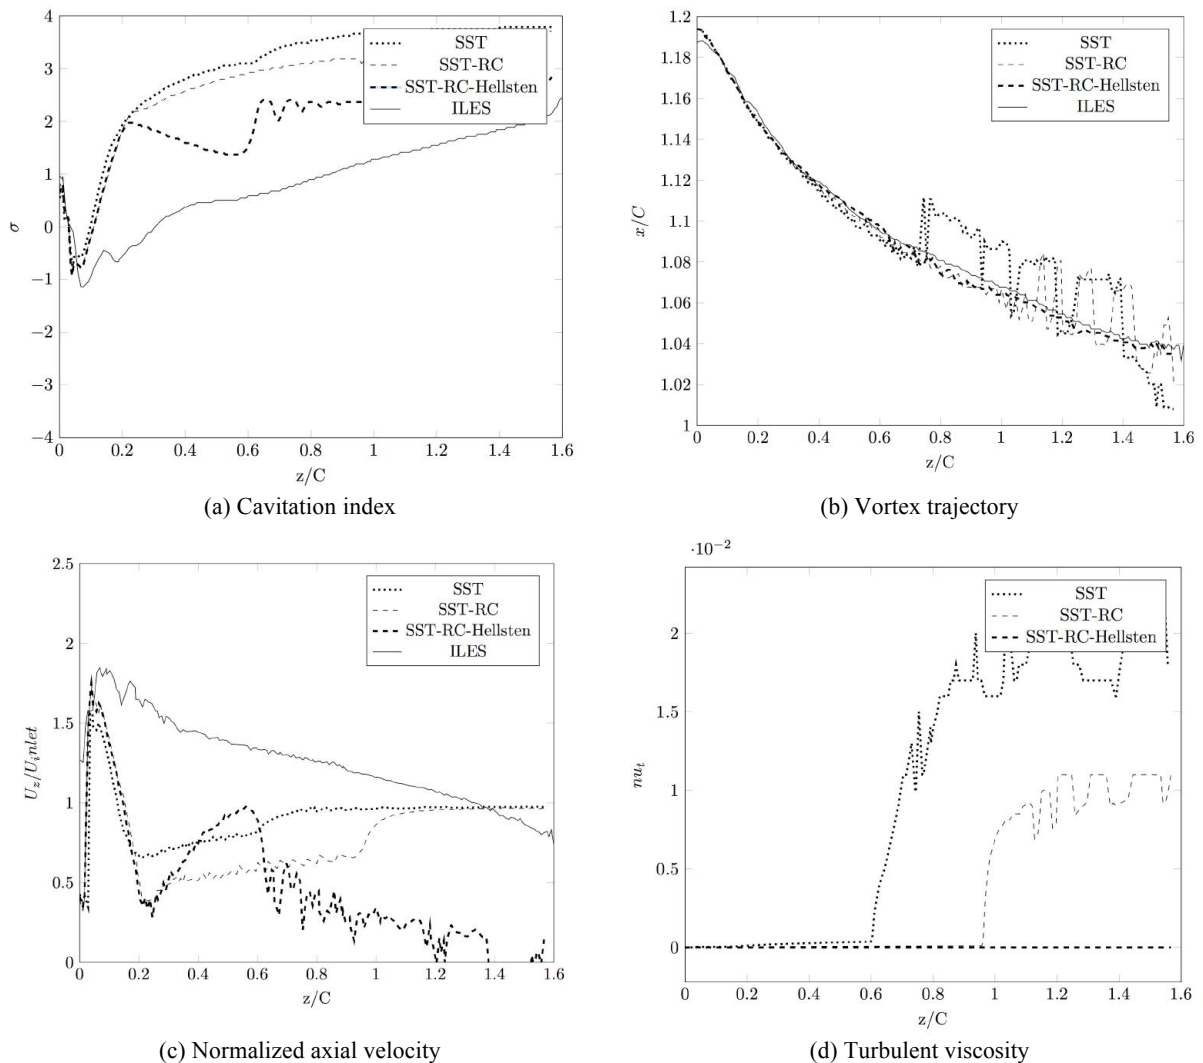 4
3
2
1
0
−1
−2
−3
−4
σ
SST
SST-RC
SST-RC-Hellsten
ILES
0 0.2 0.4 0.6 0.8 1 1.2 1.4 1.6
z/C
(a) Cavitation index
1.2
1.18
1.16
1.14
1.12
1.1
1.08
1.06
1.04
1.02
1
x/C
SST
SST-RC
SST-RC-Hellsten
ILES
0 0.2 0.4 0.6 0.8 1 1.2 1.4 1.6
z/C
(b) Vortex trajectory
2.5
2
1.5
1
0.5
0
U_z/U_inlet
SST
SST-RC
SST-RC-Hellsten
ILES
0 0.2 0.4 0.6 0.8 1 1.2 1.4 1.6
z/C
(c) Normalized axial velocity
·10⁻²
2
1.5
1
0.5
0
nu_t
SST
SST-RC
SST-RC-Hellsten
0 0.2 0.4 0.6 0.8 1 1.2 1.4 1.6
z/C
(d) Turbulent viscosity